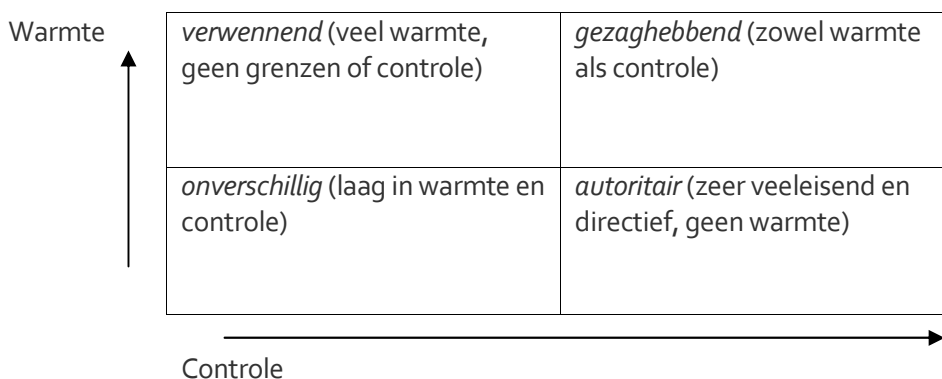 Warmte
verwennend (veel warmte,
geen grenzen of controle)
gezaghebbend (zowel warmte
als controle)
onverschillig (laag in warmte en
controle)
autoritair (zeer veeleisend en
directief, geen warmte)
Controle